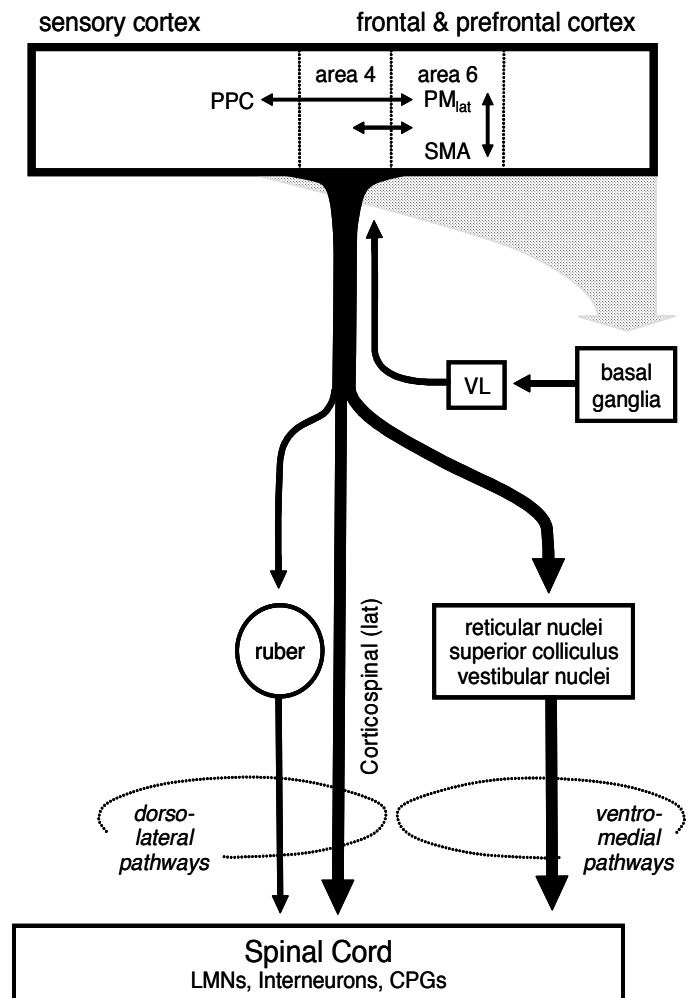 sensory cortex
frontal & prefrontal cortex
area 4
area 6
PPC
PMlat
SMA
VL
basal
ganglia
ruber
Corticospinal (lat)
reticular nuclei
superior colliculus
vestibular nuclei
dorso-
lateral
pathways
ventro-
medial
pathways
Spinal Cord
LMNs, Interneurons, CPGs